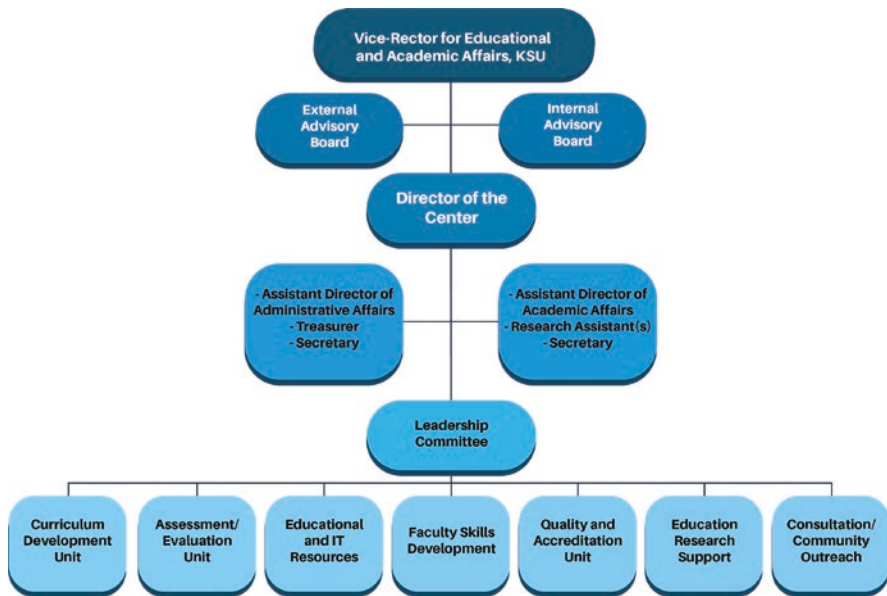 Vice-Rector for Educational
and Academic Affairs, KSU
External
Advisory
Board
Internal
Advisory
Board
Director of the
Center
- Assistant Director of
Administrative Affairs
- Treasurer
- Secretary
- Assistant Director of
Academic Affairs
- Research Assistant(s)
- Secretary
Leadership
Committee
Curriculum
Development
Unit
Assessment/
Evaluation Unit
Educational
and IT
Resources
Faculty Skills
Development
Quality and
Accreditation
Unit
Education
Research
Support
Consultation/
Community
Outreach